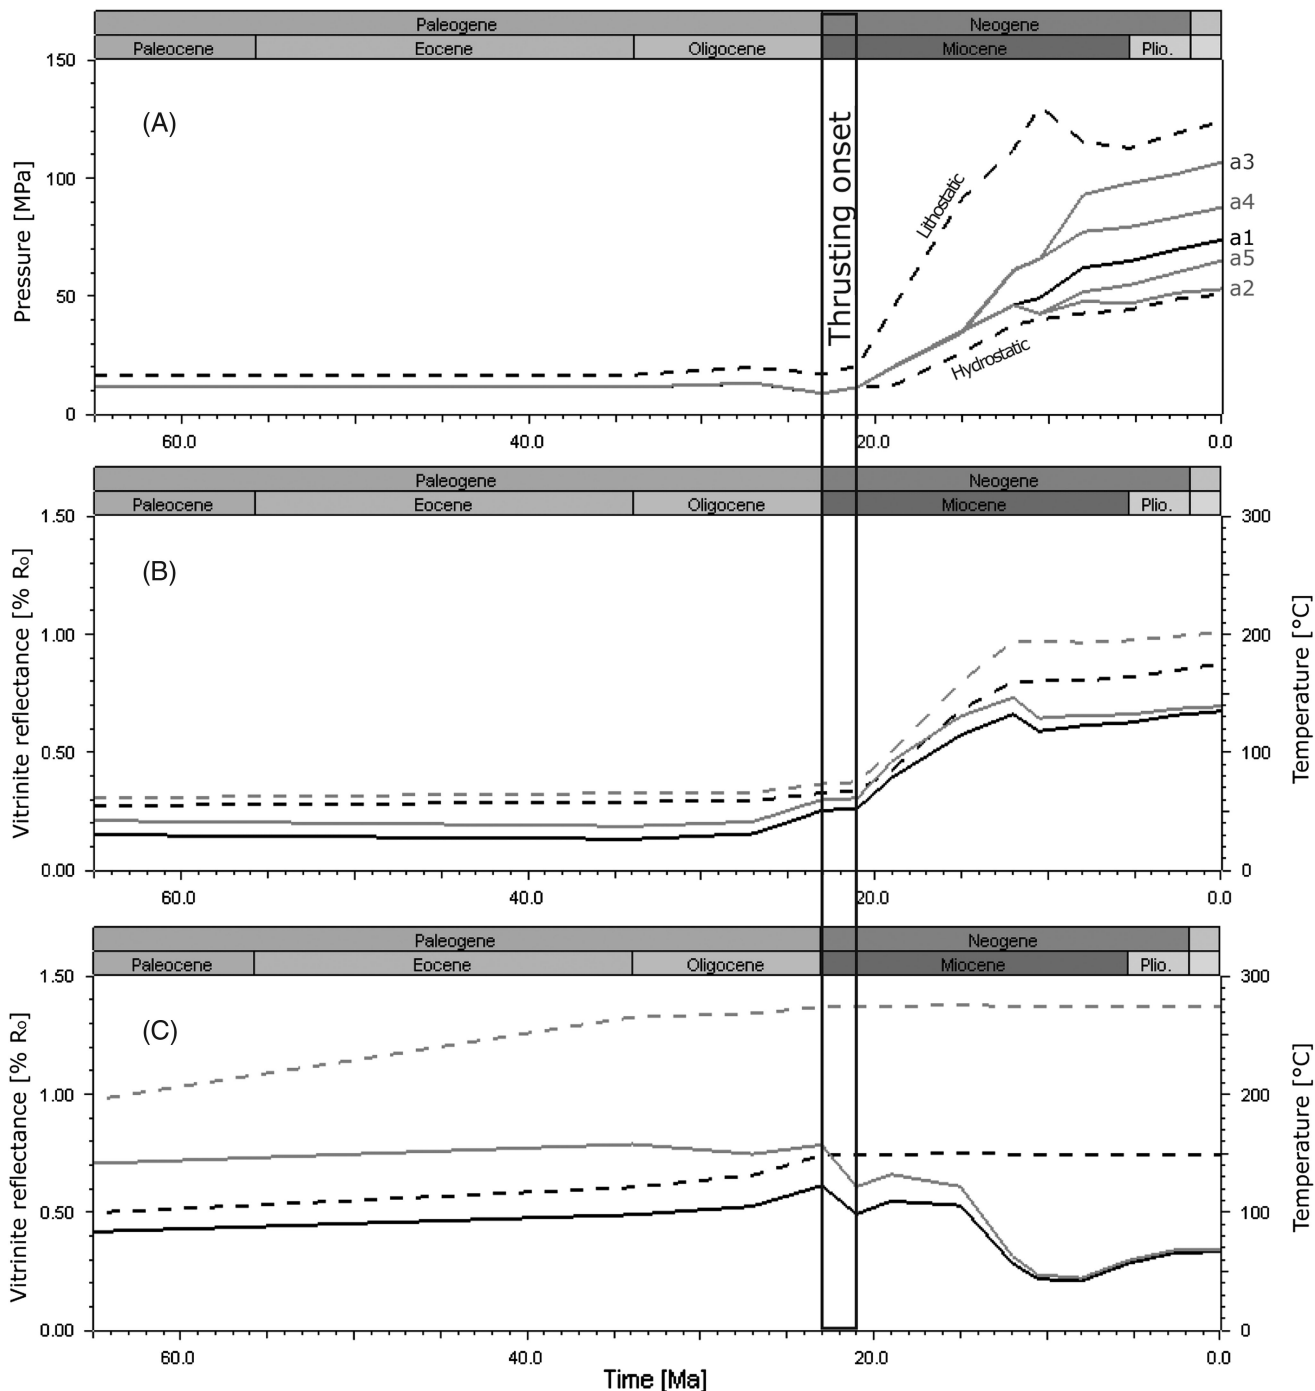 Paleogene Neogene
Paleocene Eocene Oligocene Miocene Plio.
150
(A)
Thrusting onset
Lithostatic
Pressure [MPa]
100
a3
a4
a1
a5
50
a2
Hydrostatic
0
60.0 40.0 20.0 0.0
Paleogene Neogene
Paleocene Eocene Oligocene Miocene Plio.
1.50 300
(B)
Vitrinite reflectance [% Ro]
Temperature [°C]
1.00 200
0.50 100
0.00 0
60.0 40.0 20.0 0.0
Paleogene Neogene
Paleocene Eocene Oligocene Miocene Plio.
1.50 300
(C)
Vitrinite reflectance [% Ro]
Temperature [°C]
1.00 200
0.50 100
0.00 0
60.0 40.0 20.0 0.0
Time [Ma]